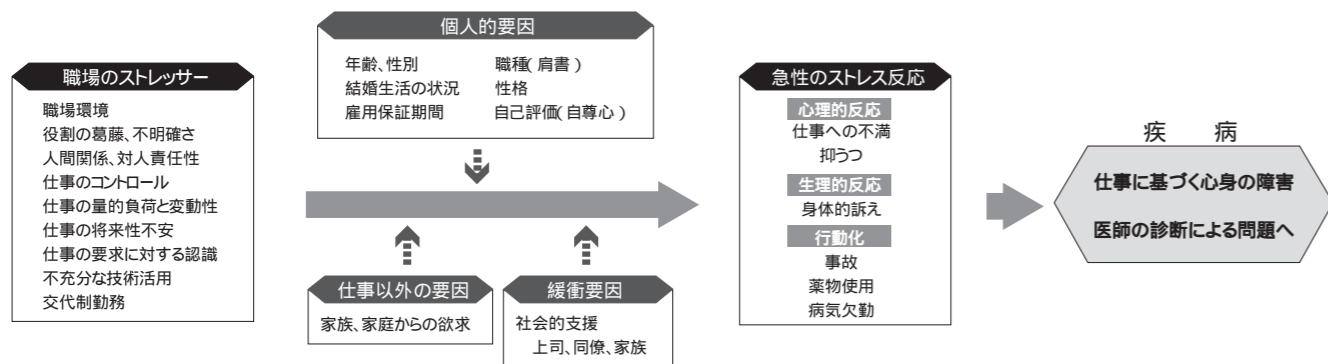 職場のストレッサー
職場環境
役割の葛藤、不明確さ
人間関係、対人責任性
仕事のコントロール
仕事の量的負荷と変動性
仕事の将来性不安
仕事の要求に対する認識
不充分な技術活用
交代制勤務
個人的要因
年齢、性別 職種(肩書)
結婚生活の状況 性格
雇用保証期間 自己評価(自尊心)
仕事以外の要因
家族、家庭からの欲求
緩衝要因
社会的支援
上司、同僚、家族
急性のストレス反応
心理的反応
仕事への不満
抑うつ
生理的反応
身体的訴え
行動化
事故
薬物使用
病気欠勤
疾 病
仕事に基づく心身の障害
医師の診断による問題へ